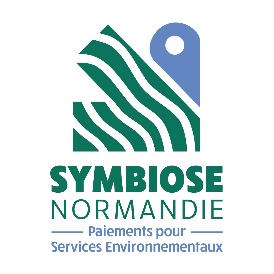 SYMBIOSE
NORMANDIE
Paiements pour
Services Environnementaux